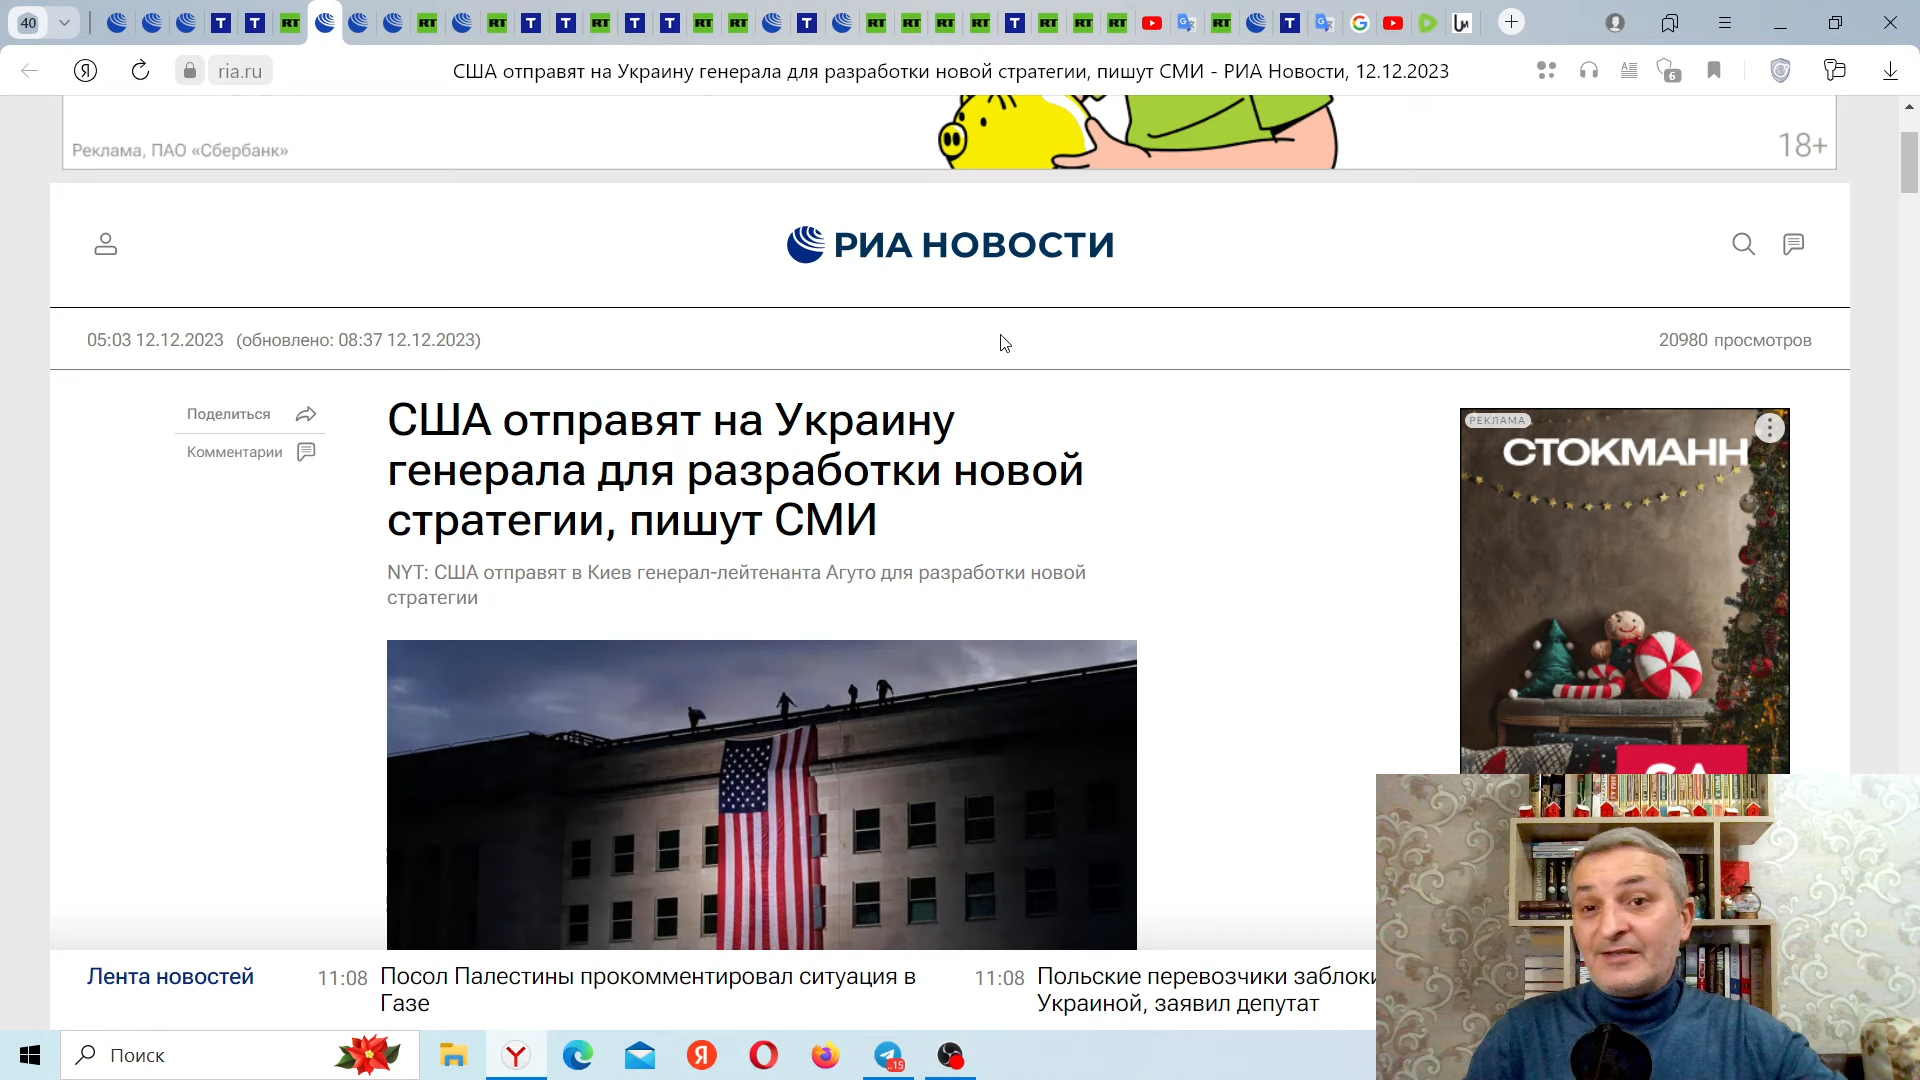 40
ria.ru
США отправят на Украину генерала для разработки новой стратегии, пишут СМИ - РИА Новости, 12.12.2023
6
Реклама, ПАО «Сбербанк»
18+
РИА НОВОСТИ
05:03 12.12.2023 (обновлено: 08:37 12.12.2023)
20980 просмотров
Поделиться
Комментарии
США отправят на Украину
генерала для разработки новой
стратегии, пишут СМИ
NYT: США отправят в Киев генерал-лейтенанта Агуто для разработки новой
стратегии
РЕКЛАМА
СТОКМАНН
Лента новостей
11:08 Посол Палестины прокомментировал ситуация в
Газе
11:08 Польские перевозчики заблоки
Украиной, заявил депутат
Поиск